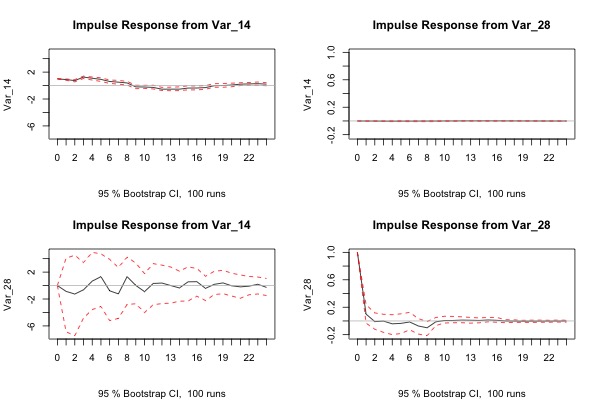 Impulse Response from Var_14
Var_14
2
-2
-6
0 2 4 6 8 10 13 16 19 22
95 % Bootstrap CI, 100 runs
Impulse Response from Var_28
Var_14
1.0
0.6
0.2
-0.2
0 2 4 6 8 10 13 16 19 22
95 % Bootstrap CI, 100 runs
Impulse Response from Var_14
Var_28
2
-2
-6
0 2 4 6 8 10 13 16 19 22
95 % Bootstrap CI, 100 runs
Impulse Response from Var_28
Var_28
1.0
0.6
0.2
-0.2
0 2 4 6 8 10 13 16 19 22
95 % Bootstrap CI, 100 runs